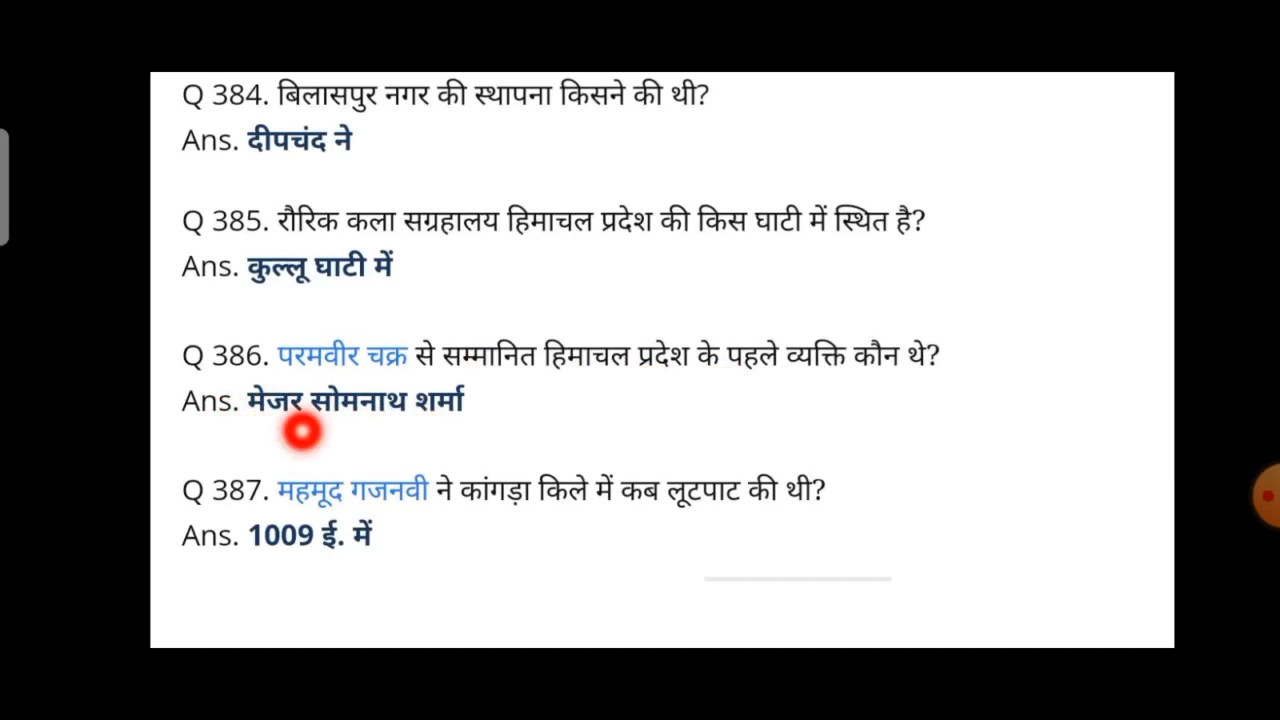 Q 384. बिलासपुर नगर की स्थापना किसने की थी?
Ans. दीपचंद ने
Q 385. रौरिक कला सग्रहालय हिमाचल प्रदेश की किस घाटी में स्थित है?
Ans. कुल्लू घाटी में
Q 386. परमवीर चक्र से सम्मानित हिमाचल प्रदेश के पहले व्यक्ति कौन थे?
Ans. मेजर सोमनाथ शर्मा
Q 387. महमूद गजनवी ने कांगड़ा किले में कब लूटपाट की थी?
Ans. 1009 ई. में